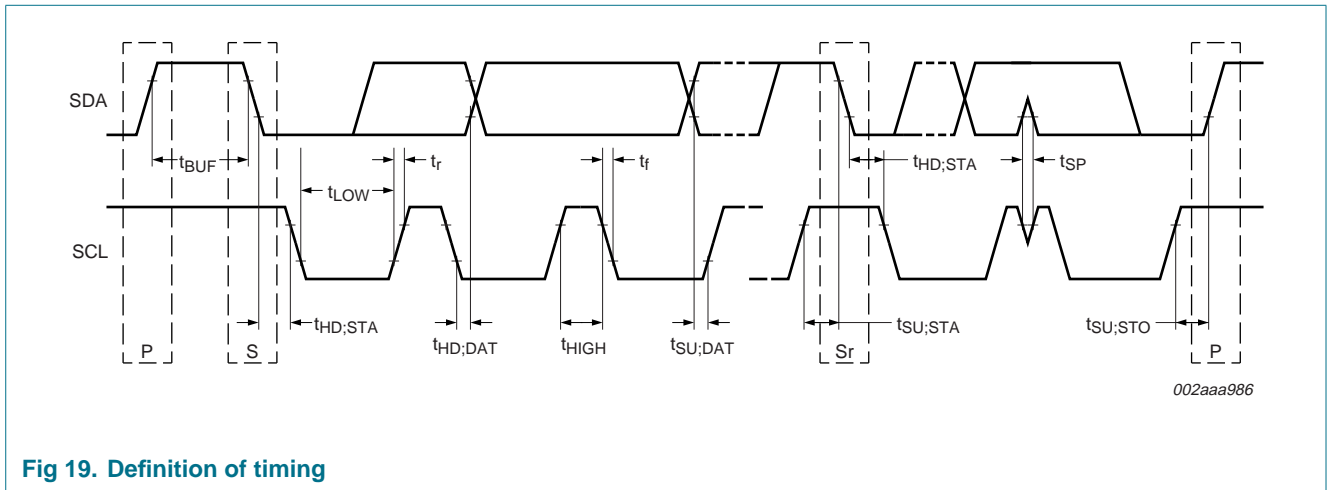 SDA
tBUF
tLOW
tr
tf
tHD;STA
tSP
SCL
tHD;STA
tHD;DAT
tHIGH
tSU;DAT
tSU;STA
tSU;STO
P
S
Sr
P
002aaa986
Fig 19. Definition of timing